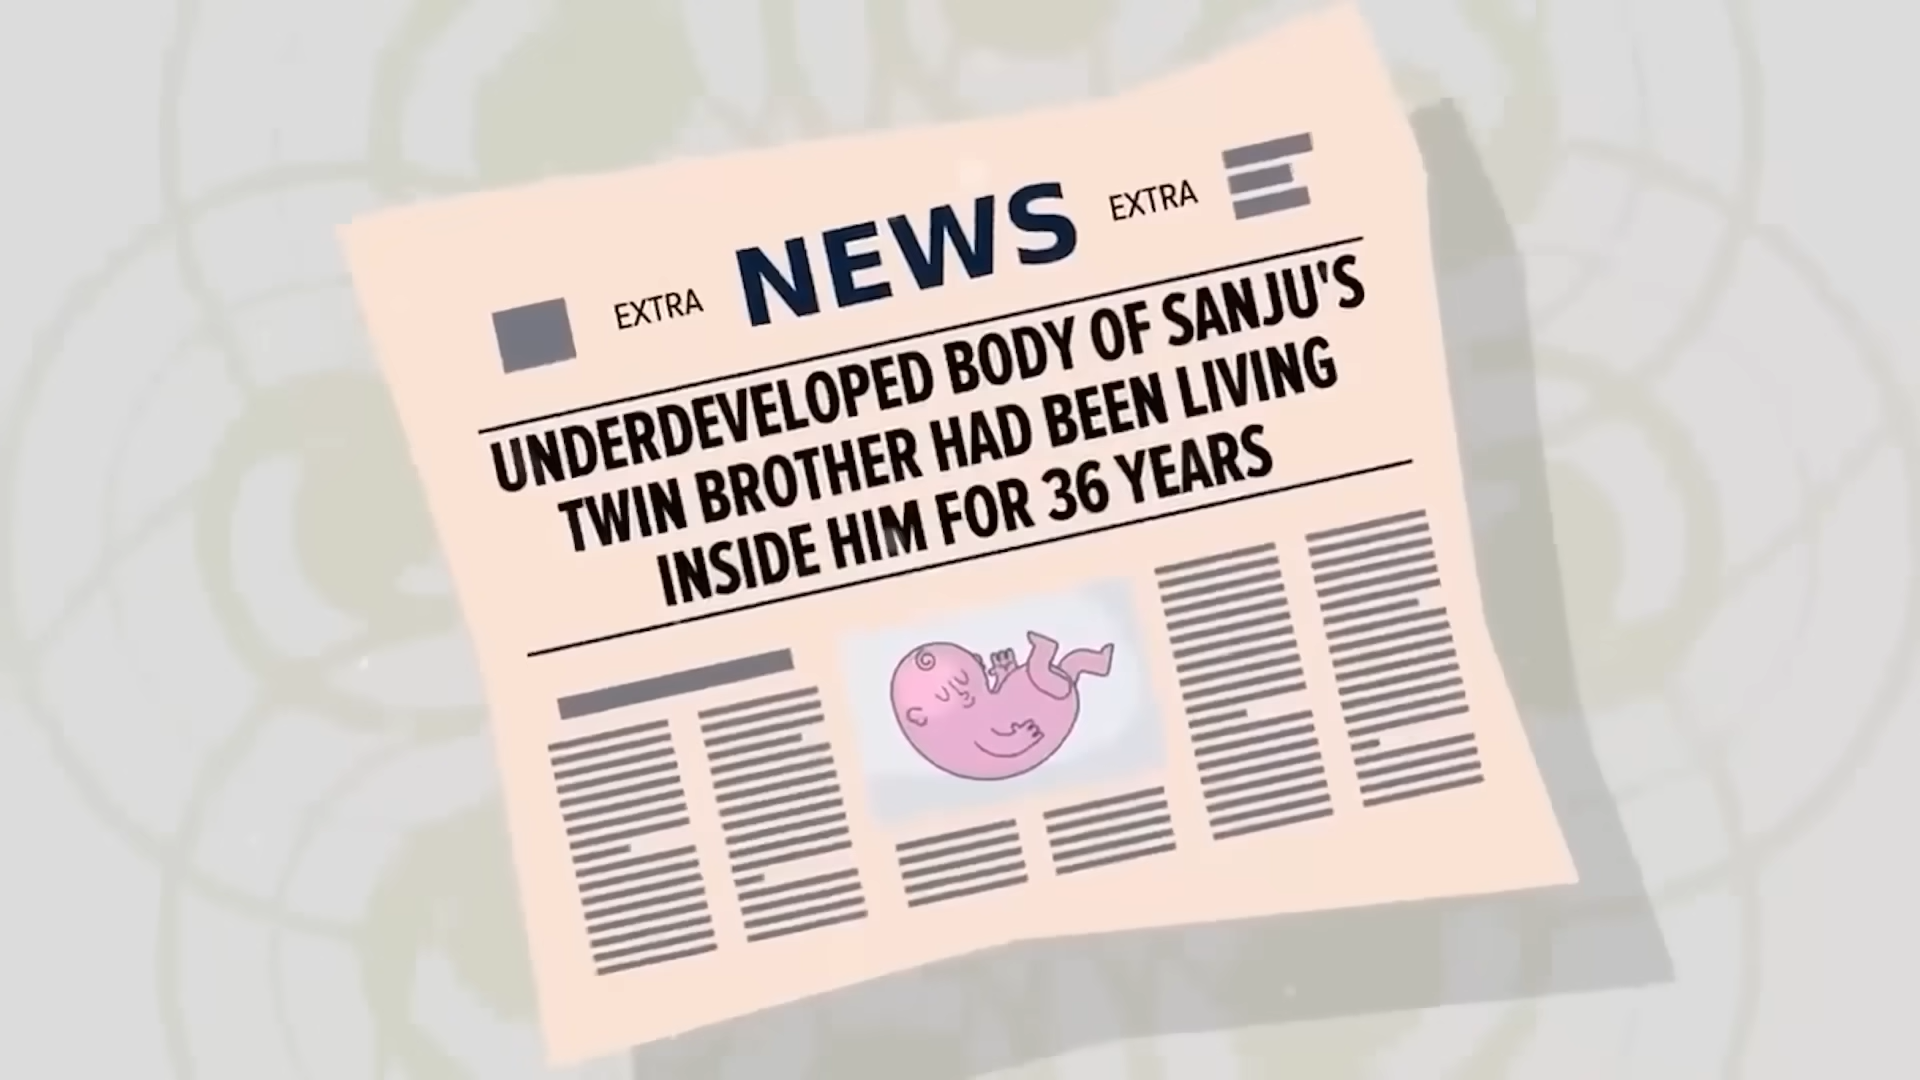 EXTRA NEWS EXTRA
UNDERDEVELOPED BODY OF SANJU'S
TWIN BROTHER HAD BEEN LIVING
INSIDE HIM FOR 36 YEARS